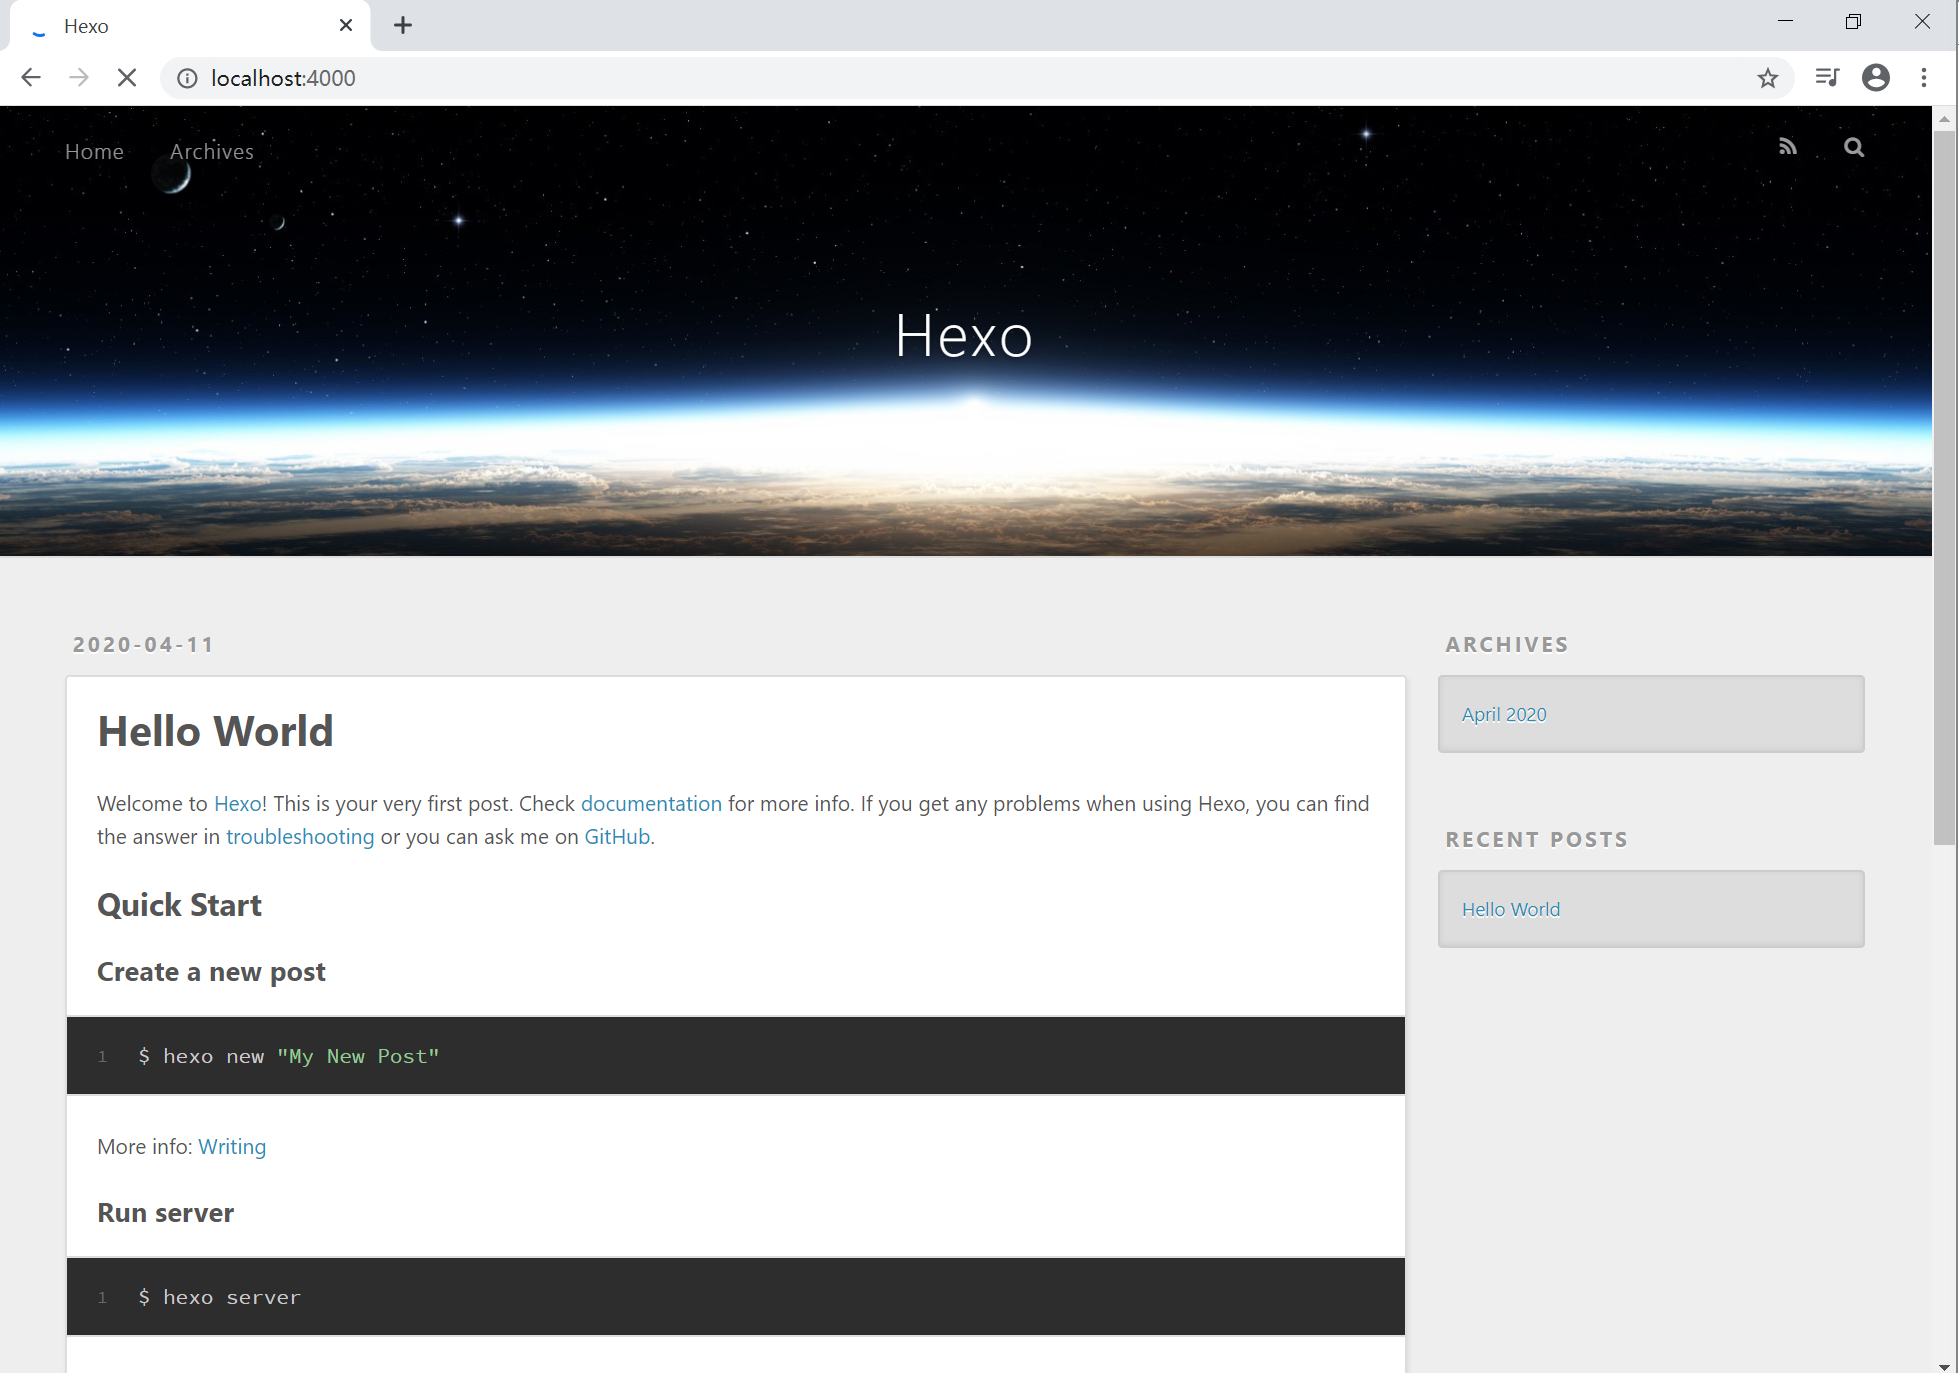 Hexo
localhost:4000
Home Archives
Hexo
2020-04-11
Hello World
Welcome to Hexo! This is your very first post. Check documentation for more info. If you get any problems when using Hexo, you can find
the answer in troubleshooting or you can ask me on GitHub.
Quick Start
Create a new post
1 $ hexo new "My New Post"
More info: Writing
Run server
1 $ hexo server
ARCHIVES
April 2020
RECENT POSTS
Hello World